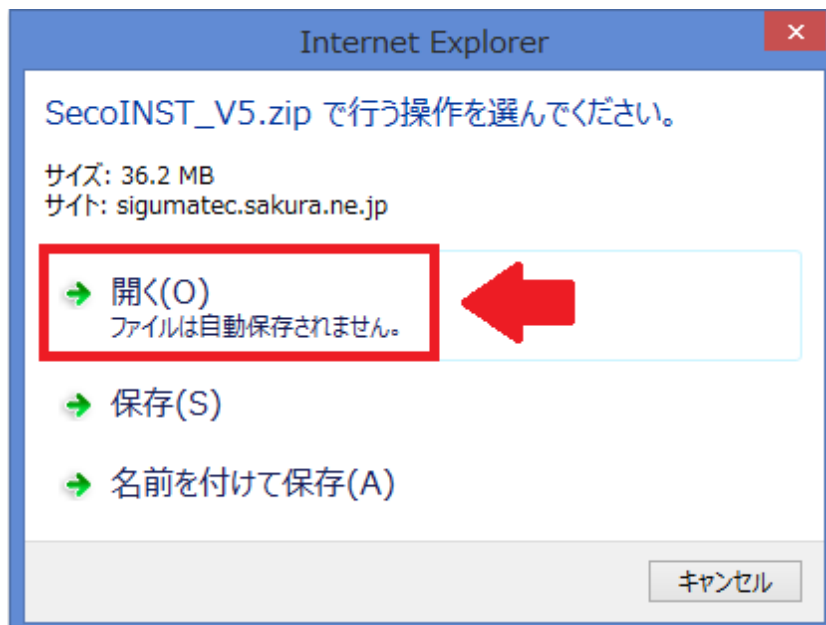 Internet Explorer
SecoINST_V5.zip で行う操作を選んでください。
サイズ: 36.2 MB
サイト: sigumatec.sakura.ne.jp
開く(O)
ファイルは自動保存されません。
保存(S)
名前を付けて保存(A)
キャンセル